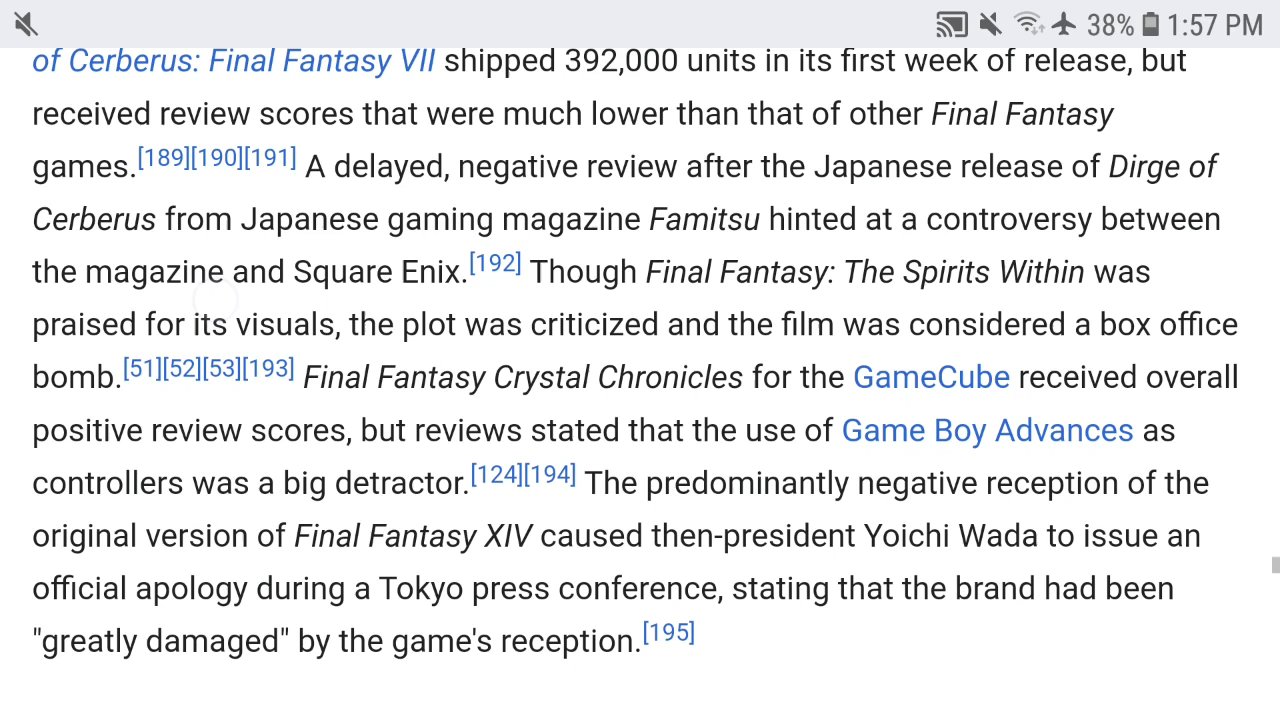 38% 1:57 PM
of Cerberus: Final Fantasy VII shipped 392,000 units in its first week of release, but
received review scores that were much lower than that of other Final Fantasy
games.[189][190][191] A delayed, negative review after the Japanese release of Dirge of
Cerberus from Japanese gaming magazine Famitsu hinted at a controversy between
the magazine and Square Enix.[192] Though Final Fantasy: The Spirits Within was
praised for its visuals, the plot was criticized and the film was considered a box office
bomb.[51][52][53][193] Final Fantasy Crystal Chronicles for the GameCube received overall
positive review scores, but reviews stated that the use of Game Boy Advances as
controllers was a big detractor.[124][194] The predominantly negative reception of the
original version of Final Fantasy XIV caused then-president Yoichi Wada to issue an
official apology during a Tokyo press conference, stating that the brand had been
"greatly damaged" by the game's reception.[195]